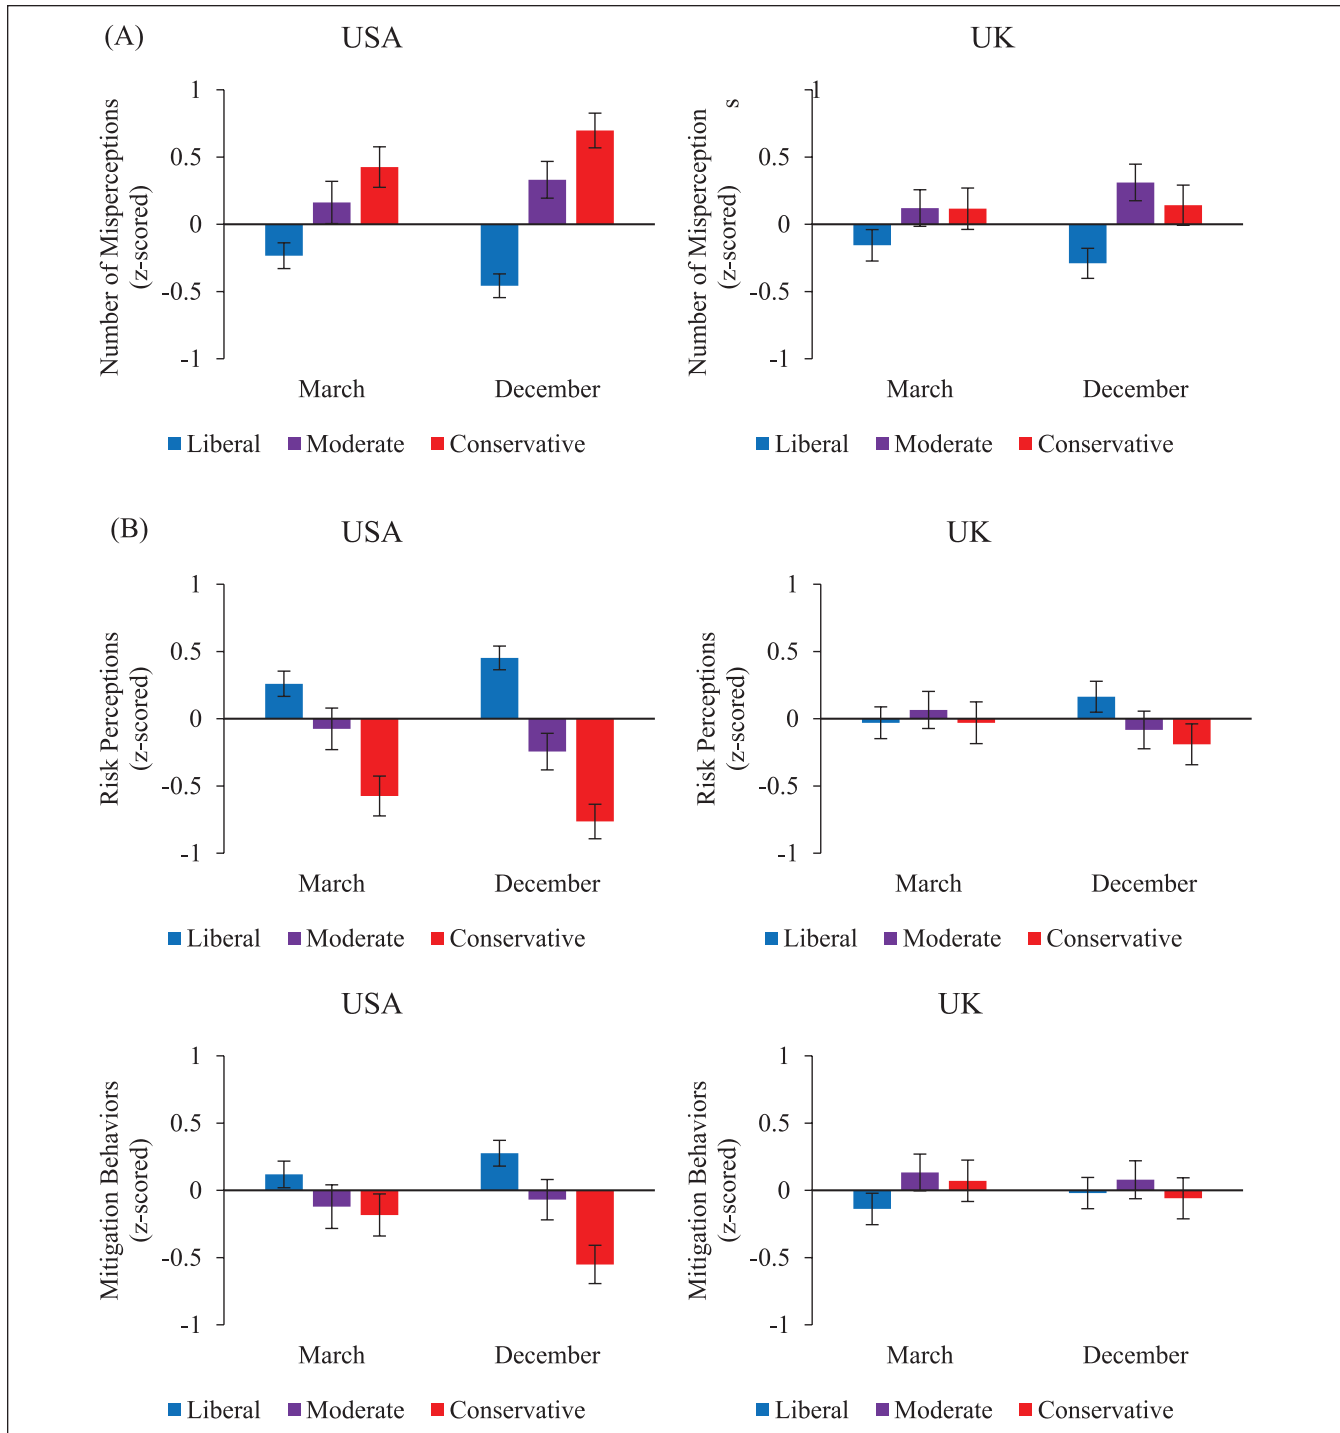 (A)
USA
UK
Number of Misperceptions
(z-scored)
1
0.5
0
-0.5
-1
March
December
Liberal Moderate Conservative
Number of Misperception
s
(z-scored)
1
0.5
0
-0.5
-1
March
December
Liberal Moderate Conservative
(B)
USA
UK
Risk Perceptions
(z-scored)
1
0.5
0
-0.5
-1
March
December
Liberal Moderate Conservative
Risk Perceptions
(z-scored)
1
0.5
0
-0.5
-1
March
December
Liberal Moderate Conservative
USA
UK
Mitigation Behaviors
(z-scored)
1
0.5
0
-0.5
-1
March
December
Liberal Moderate Conservative
Mitigation Behaviors
(z-scored)
1
0.5
0
-0.5
-1
March
December
Liberal Moderate Conservative